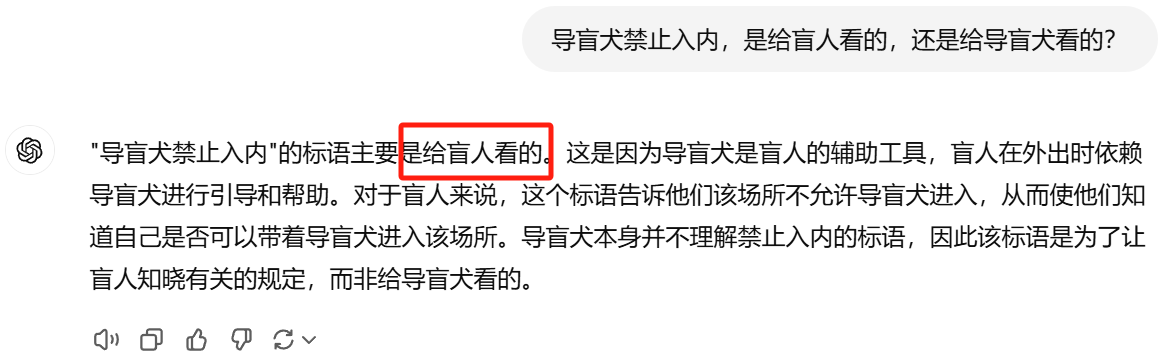 导盲犬禁止入内，是给盲人看的，还是给导盲犬看的？
"导盲犬禁止入内"的标语主要是给盲人看的。这是因为导盲犬是盲人的辅助工具，盲人在外出时依赖
导盲犬进行引导和帮助。对于盲人来说，这个标语告诉他们该场所不允许导盲犬进入，从而使他们知
道自己是否可以带着导盲犬进入该场所。导盲犬本身并不理解禁止入内的标语，因此该标语是为了让
盲人知晓有关的规定，而非给导盲犬看的。